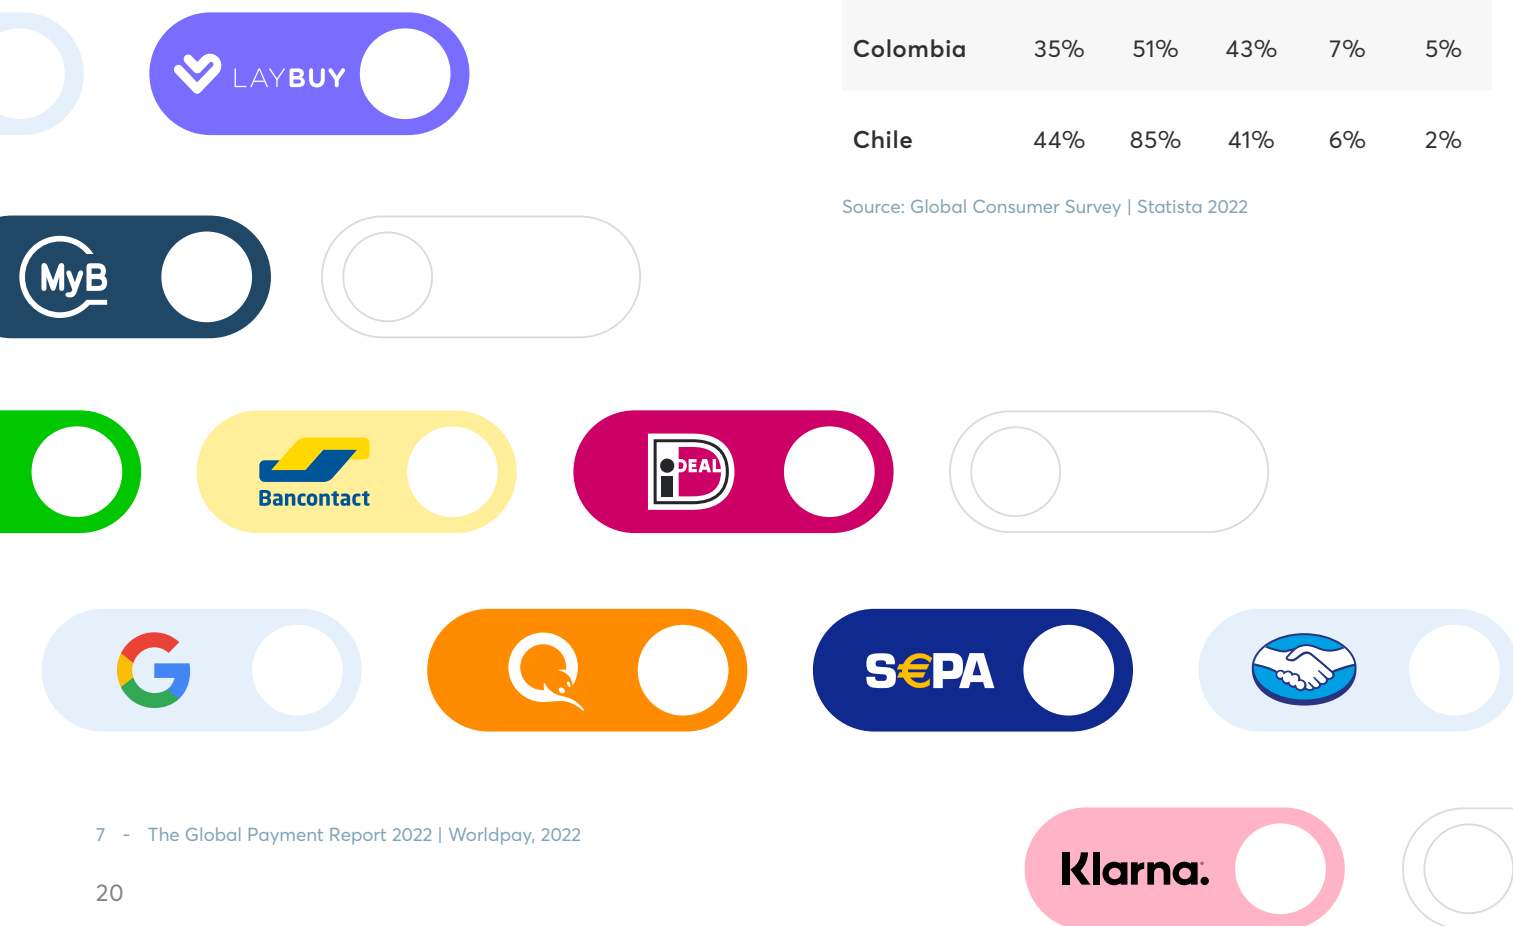 LAYBUY
Colombia 35% 51% 43% 7% 5%
Chile 44% 85% 41% 6% 2%
Source: Global Consumer Survey | Statista 2022
MyB
Bancontact
iDEAL
S€PA
7 - The Global Payment Report 2022 | Worldpay, 2022
Klarna.
20